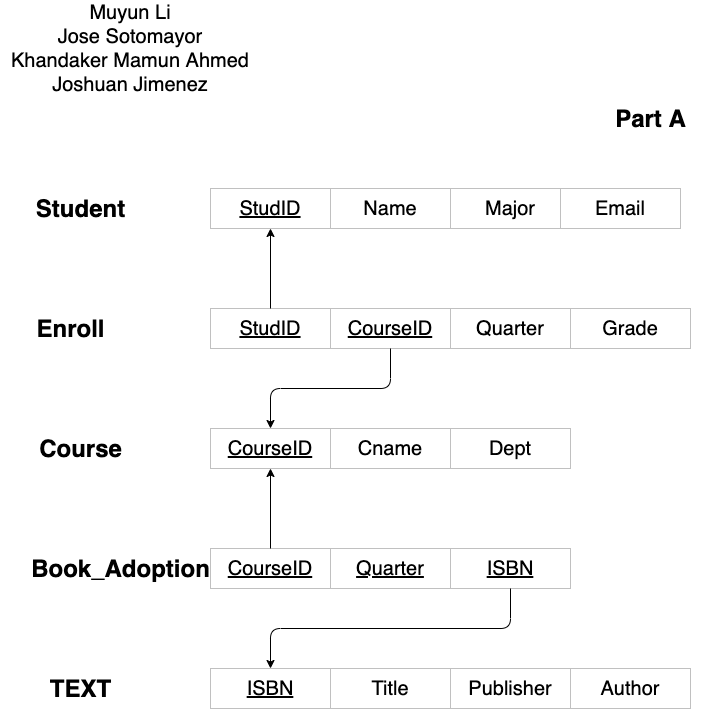 Muyun Li
Jose Sotomayor
Khandaker Mamun Ahmed
Joshuan Jimenez
Part A
Student StudID Name Major Email
Enroll StudID CourseID Quarter Grade
Course CourseID Cname Dept
Book_Adoption CourseID Quarter ISBN
TEXT ISBN Title Publisher Author